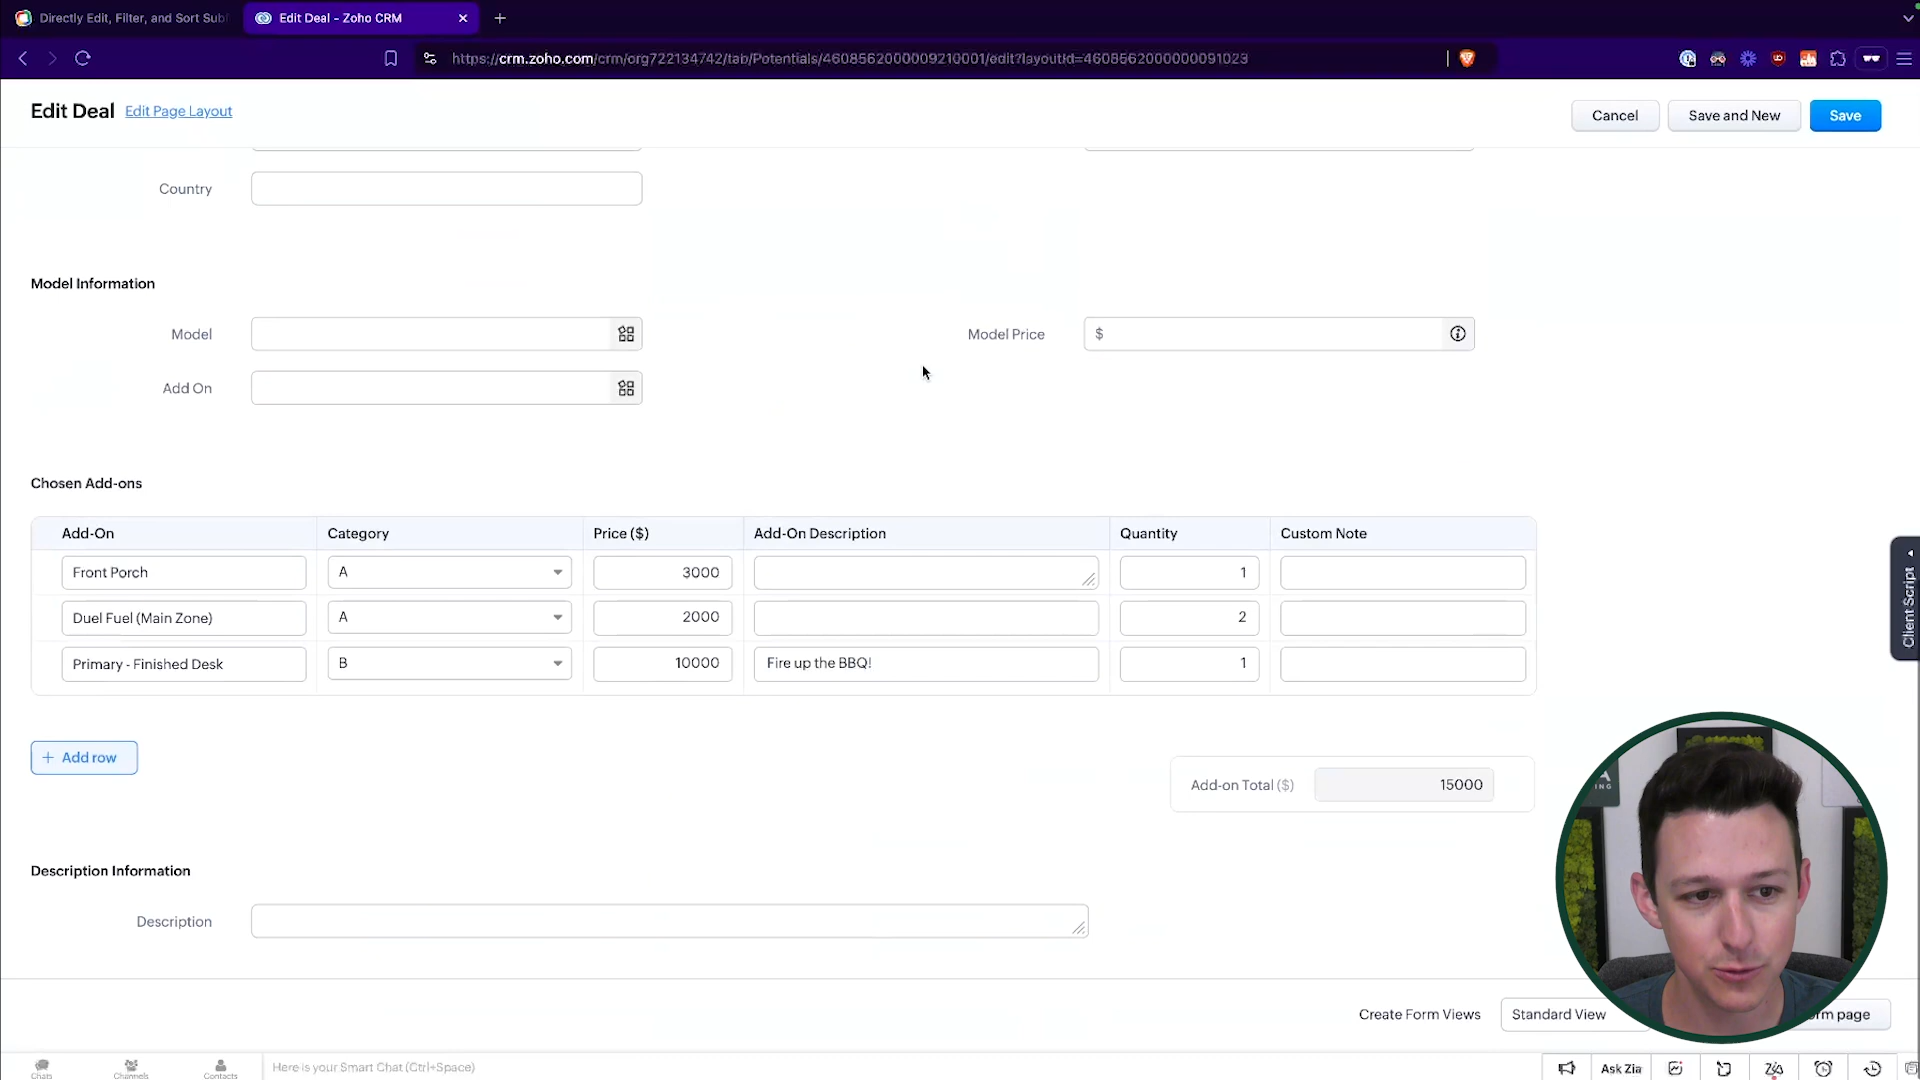 Directly Edit, Filter, and Sort Subf
Edit Deal - Zoho CRM
https://crm.zoho.com/crm/org722134742/tab/Potentials/4608562000009210001/edit?layoutId=4608562000000091023
Edit Deal Edit Page Layout
Cancel Save and New Save
Country
Model Information
Model
Model Price $
Add On
Chosen Add-ons
Add-On Category Price ($) Add-On Description Quantity Custom Note
Front Porch A 3000 1
Duel Fuel (Main Zone) A 2000 2
Primary - Finished Desk B 10000 Fire up the BBQ! 1
Client Script
+ Add row
Add-on Total ($) 15000
Description Information
Description
Create Form Views Standard View rm page
Chats Channels Contacts Here is your Smart Chat (Ctrl+Space) Ask Zia